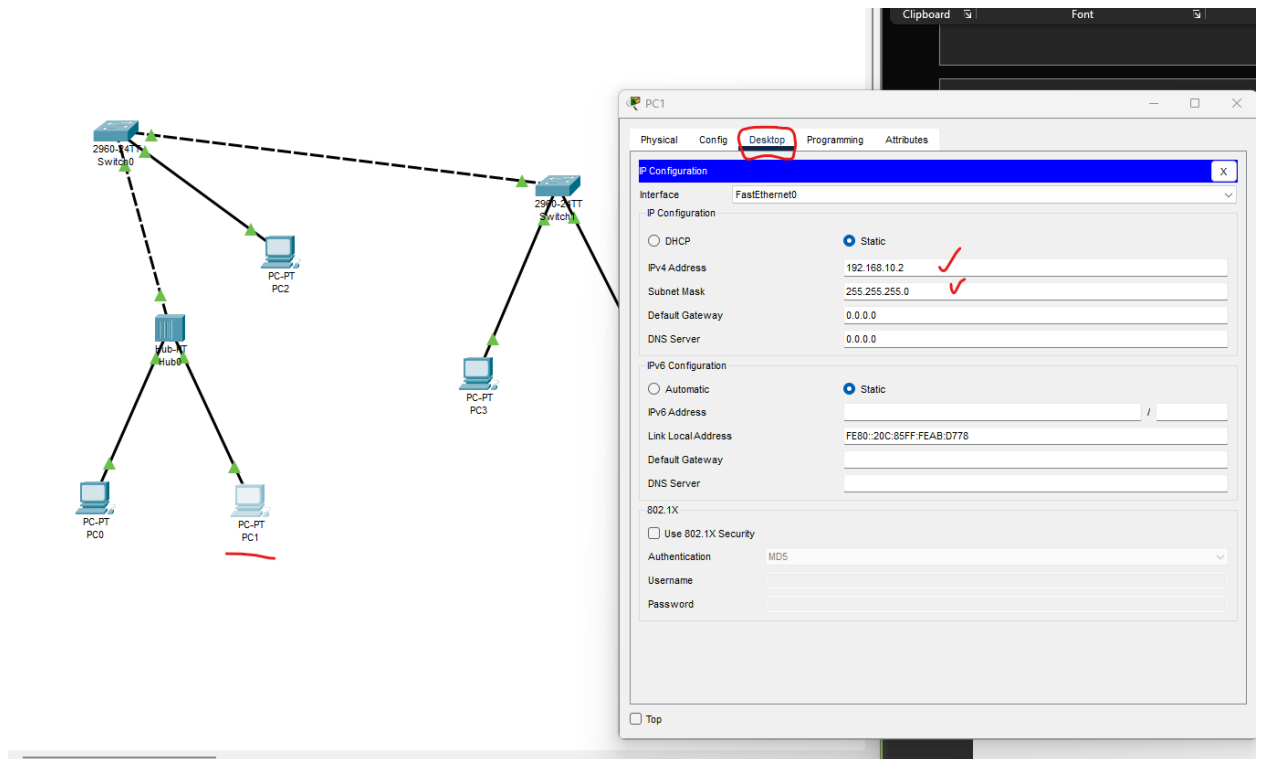 Clipboard
Font
PC1
Physical Config Desktop Programming Attributes
IP Configuration
X
Interface
FastEthernet0
IP Configuration
DHCP
Static
IPv4 Address
192.168.10.2
Subnet Mask
255.255.255.0
Default Gateway
0.0.0.0
DNS Server
0.0.0.0
IPv6 Configuration
Automatic
Static
IPv6 Address
/
Link Local Address
FE80::20C:85FF:FEAB:D778
Default Gateway
DNS Server
802.1X
Use 802.1X Security
Authentication
MD5
Username
Password
Top
2960-24TT
Switch0
2960-24TT
Switch1
PC-PT
PC2
Hub-PT
Hub0
PC-PT
PC3
PC-PT
PC0
PC-PT
PC1